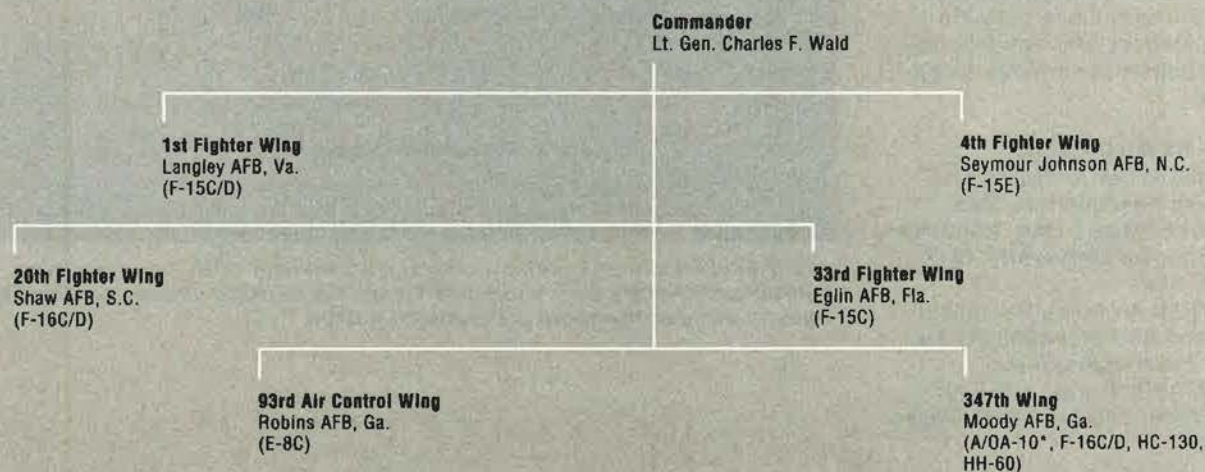 Commander
Lt. Gen. Charles F. Wald
1st Fighter Wing
Langley AFB, Va.
(F-15C/D)
4th Fighter Wing
Seymour Johnson AFB, N.C.
(F-15E)
20th Fighter Wing
Shaw AFB, S.C.
(F-16C/D)
33rd Fighter Wing
Eglin AFB, Fla.
(F-15C)
93rd Air Control Wing
Robins AFB, Ga.
(E-8C)
347th Wing
Moody AFB, Ga.
(A/OA-10*, F-16C/D, HC-130,
HH-60)